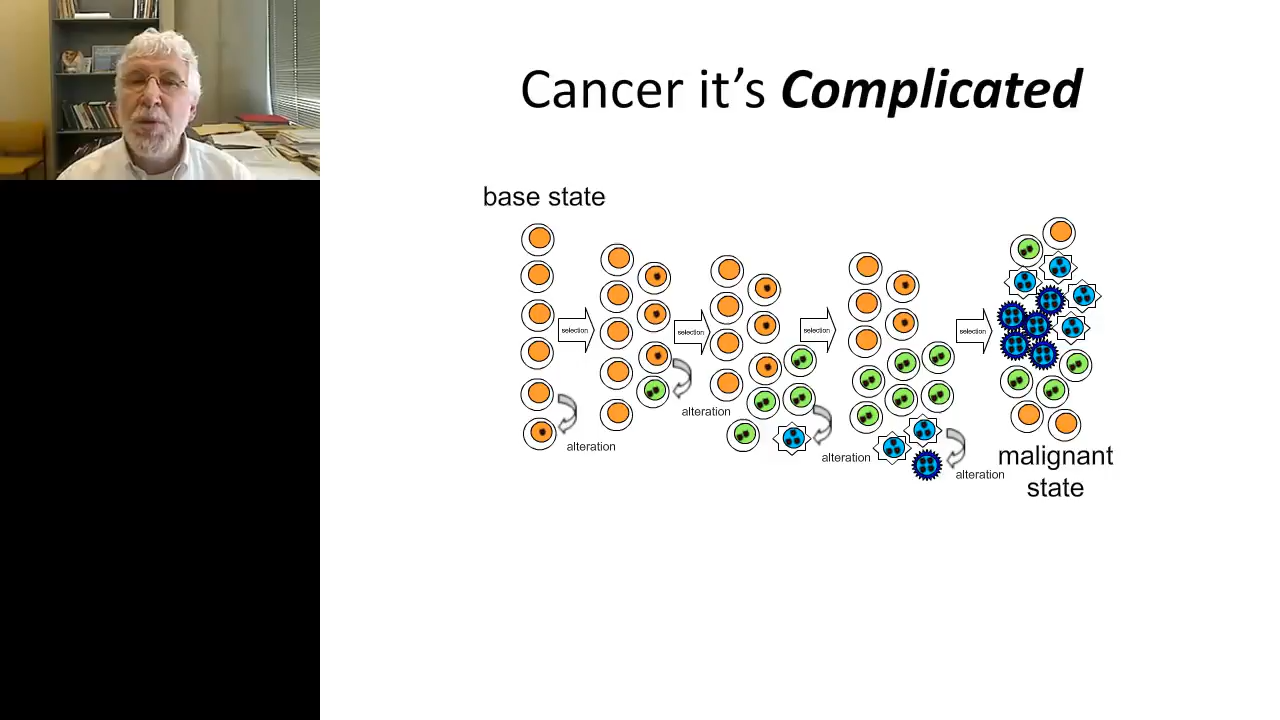 Cancer it's Complicated
base state
selection
selection
selection
selection
alteration
alteration
alteration
alteration
malignant
state